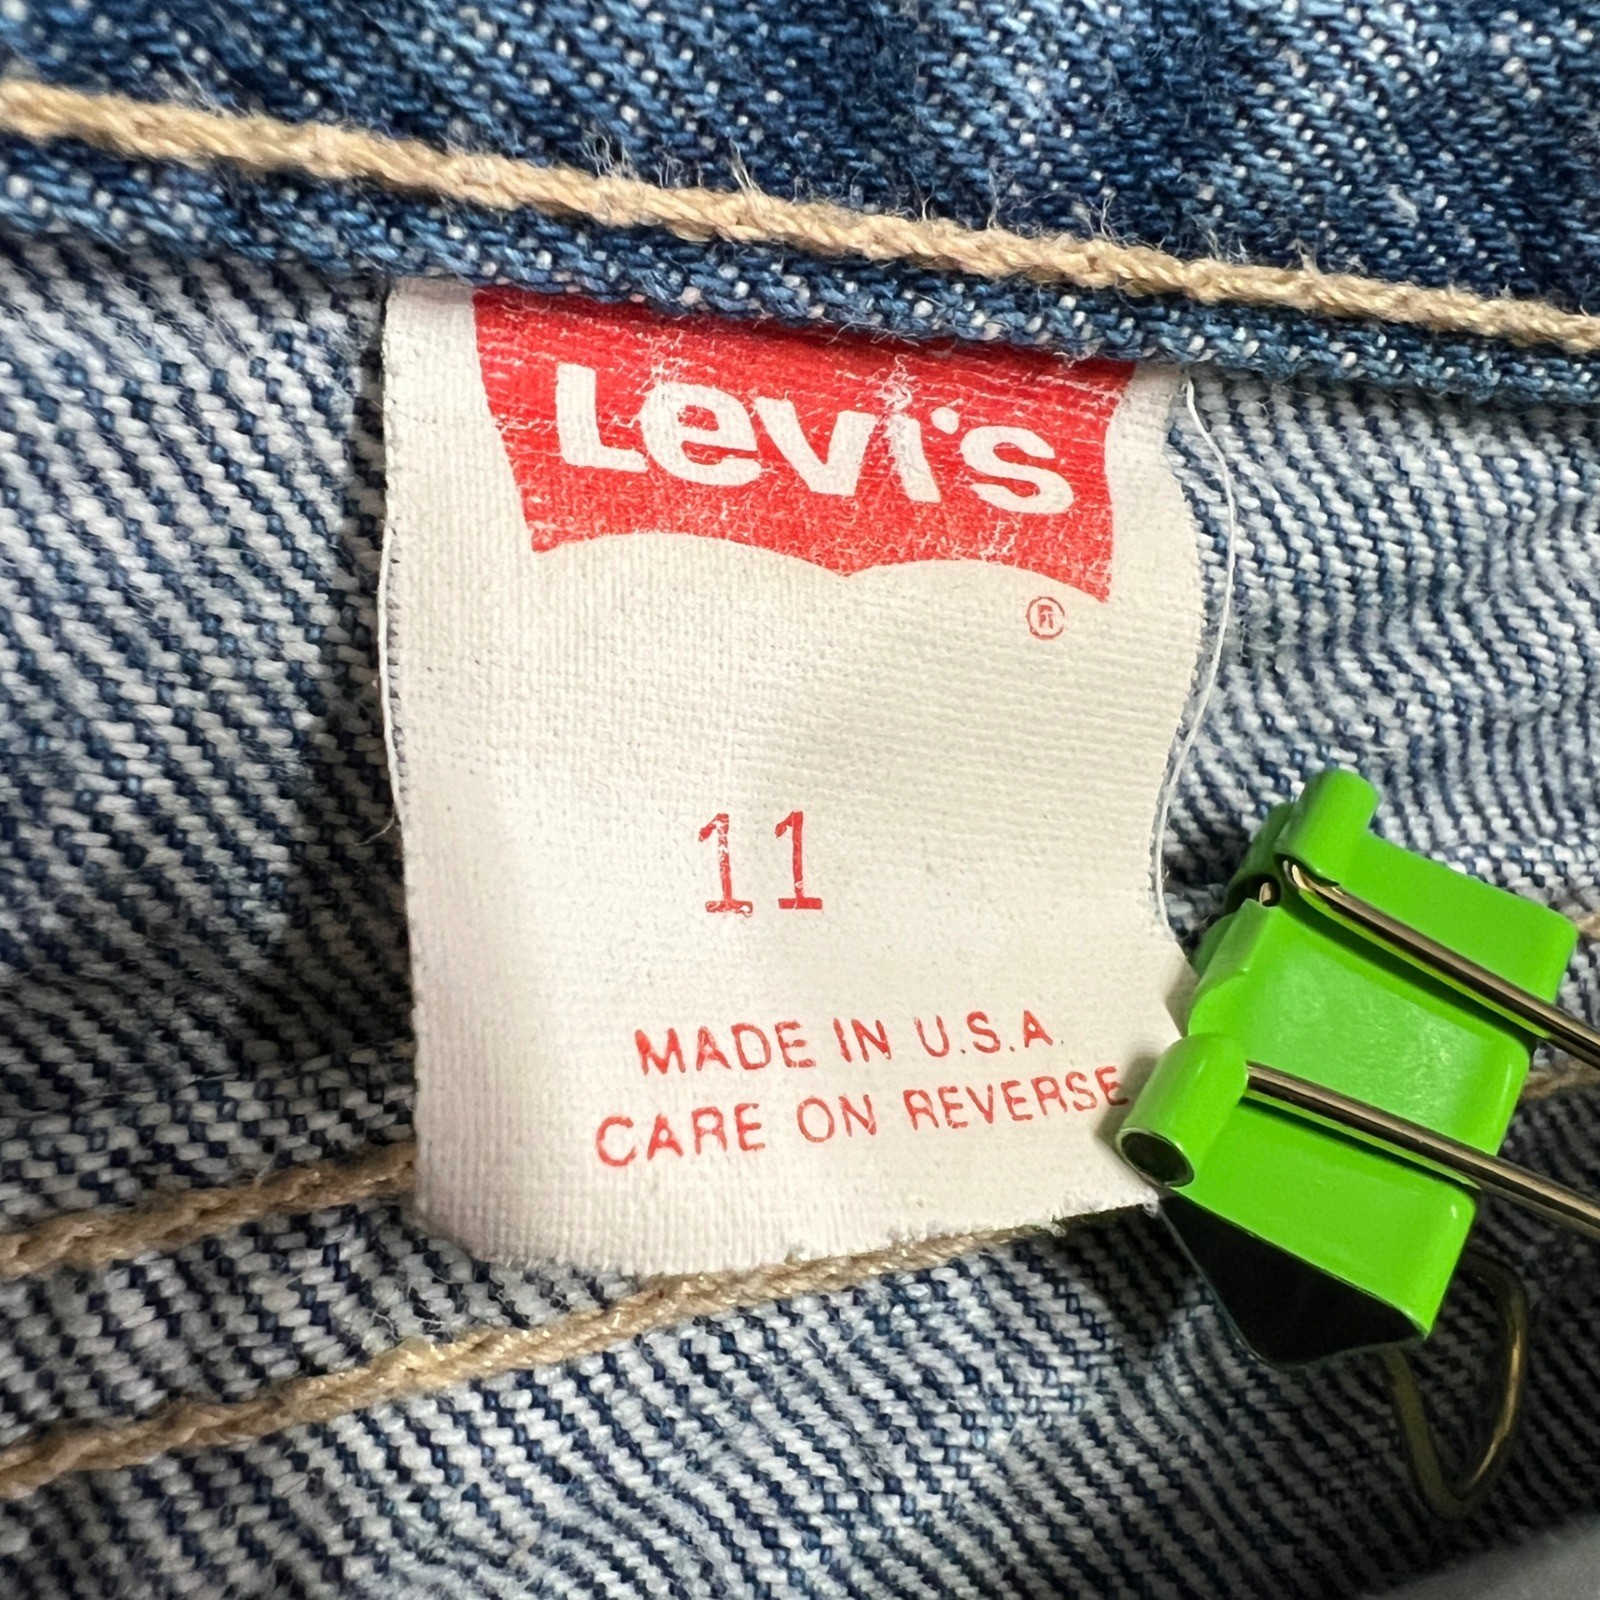 Levi's
®
11
MADE IN U.S.A.
CARE ON REVERSE